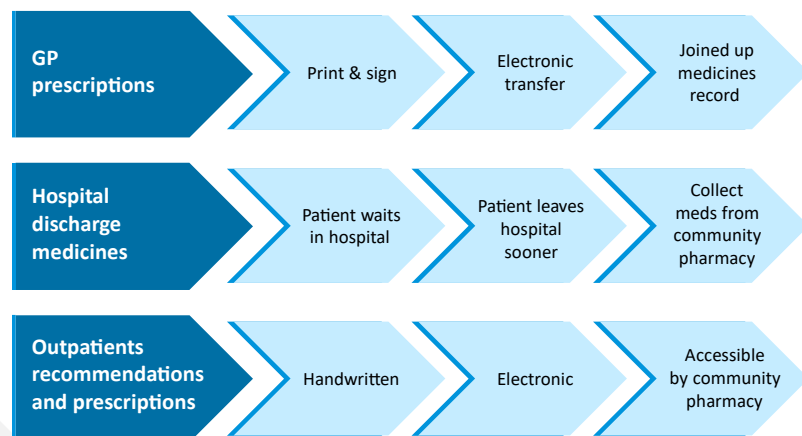 GP
prescriptions
Print & sign
Electronic
transfer
Joined up
medicines
record
Hospital
discharge
medicines
Patient waits
in hospital
Patient leaves
hospital
sooner
Collect
meds from
community
pharmacy
Outpatients
recommendations
and prescriptions
Handwritten
Electronic
Accessible
by community
pharmacy